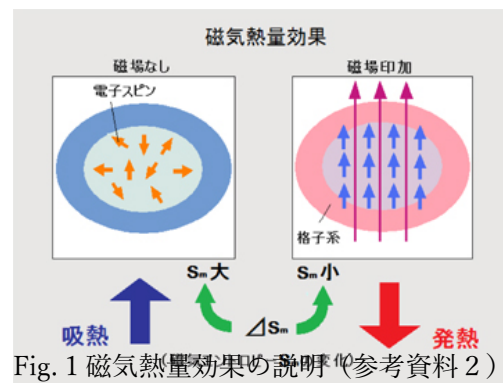 磁気熱量効果
磁場なし
磁場印加
電子スピン
格子系
Sm大
Sm小
吸熱
⊿Sm
発熱
Fig. 1 磁気熱量効果の説明（参考資料２）